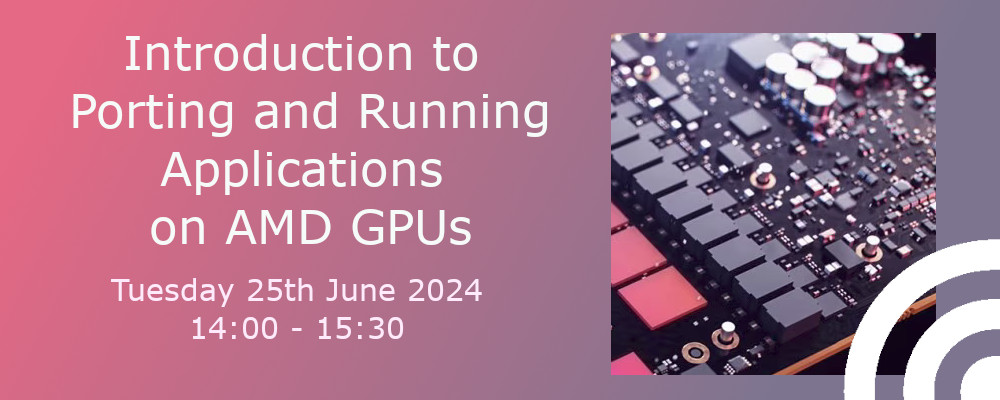 Introduction to
Porting and Running
Applications
on AMD GPUs
Tuesday 25th June 2024
14:00 - 15:30